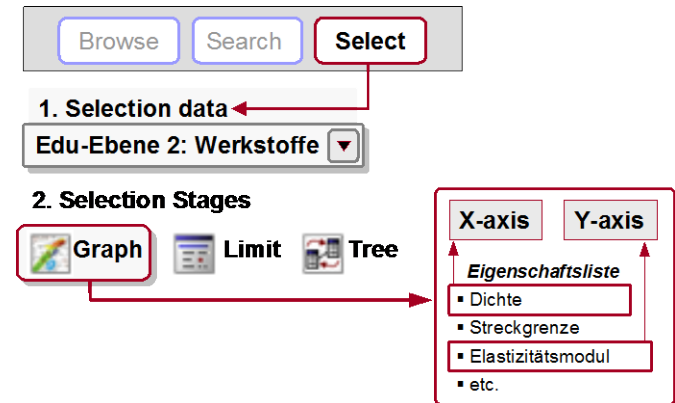 Browse Search Select
1. Selection data
Edu-Ebene 2: Werkstoffe
2. Selection Stages
Graph Limit Tree
X-axis Y-axis
Eigenschaftsliste
▪ Dichte
▪ Streckgrenze
▪ Elastizitätsmodul
▪ etc.